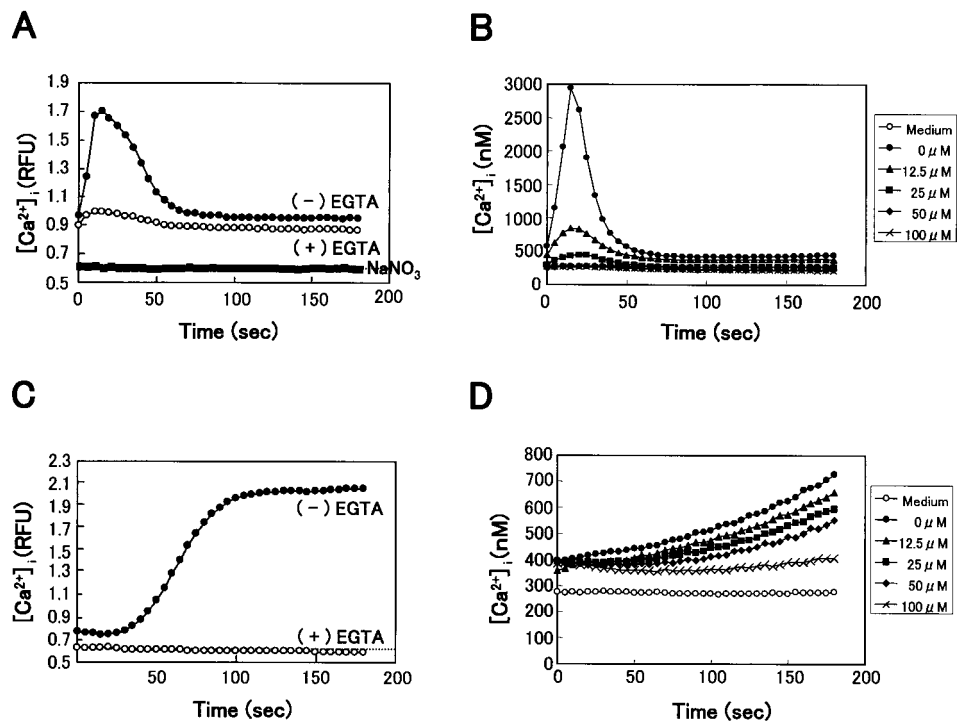 A
[Ca²⁺]ᵢ (RFU)
1.9
1.7
1.5
1.3
1.1
0.9
0.7
0.5
(−) EGTA
(+) EGTA
NaNO₃
0
50
100
150
200
Time (sec)
B
[Ca²⁺]ᵢ (nM)
3000
2500
2000
1500
1000
500
0
0
50
100
150
200
Time (sec)
Medium
0 μM
12.5 μM
25 μM
50 μM
100 μM
C
[Ca²⁺]ᵢ (RFU)
2.3
2.1
1.9
1.7
1.5
1.3
1.1
0.9
0.7
0.5
(−) EGTA
(+) EGTA
50
100
150
200
Time (sec)
D
[Ca²⁺]ᵢ (nM)
800
700
600
500
400
300
200
100
0
0
50
100
150
200
Time (sec)
Medium
0 μM
12.5 μM
25 μM
50 μM
100 μM